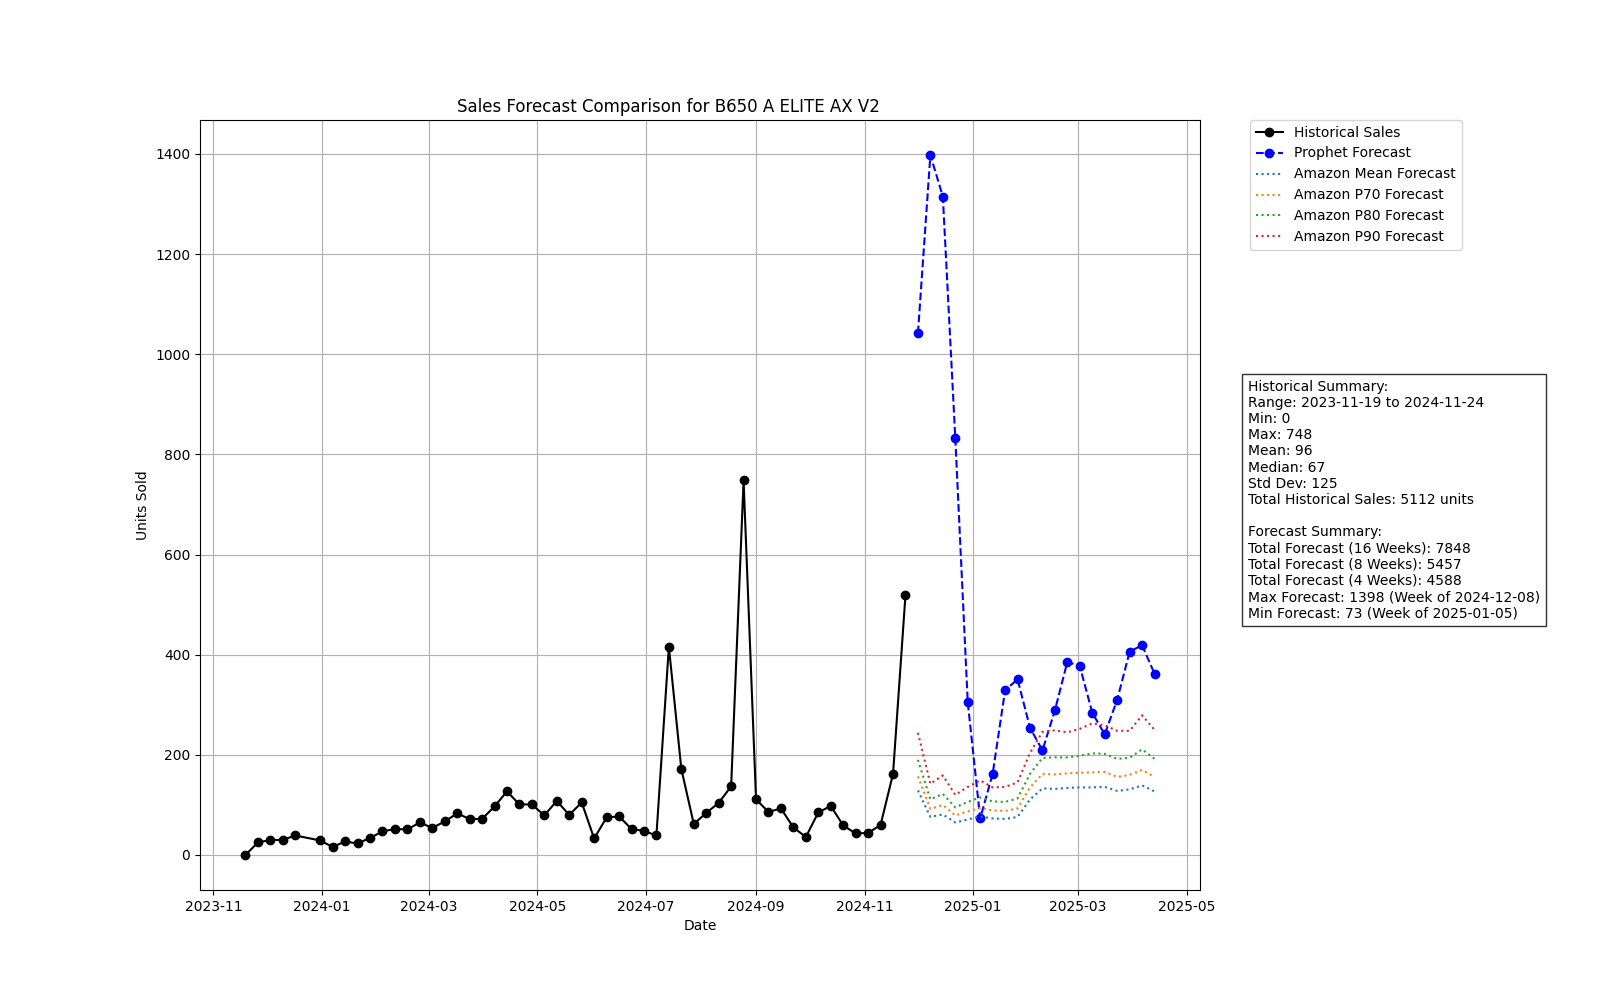 Sales Forecast Comparison for B650 A ELITE AX V2
Historical Sales
Prophet Forecast
Amazon Mean Forecast
Amazon P70 Forecast
Amazon P80 Forecast
Amazon P90 Forecast
1400
1200
1000
800
600
400
200
0
Units Sold
2023-11
2024-01
2024-03
2024-05
2024-07
2024-09
2024-11
2025-01
2025-03
2025-05
Date
Historical Summary:
Range: 2023-11-19 to 2024-11-24
Min: 0
Max: 748
Mean: 96
Median: 67
Std Dev: 125
Total Historical Sales: 5112 units
Forecast Summary:
Total Forecast (16 Weeks): 7848
Total Forecast (8 Weeks): 5457
Total Forecast (4 Weeks): 4588
Max Forecast: 1398 (Week of 2024-12-08)
Min Forecast: 73 (Week of 2025-01-05)